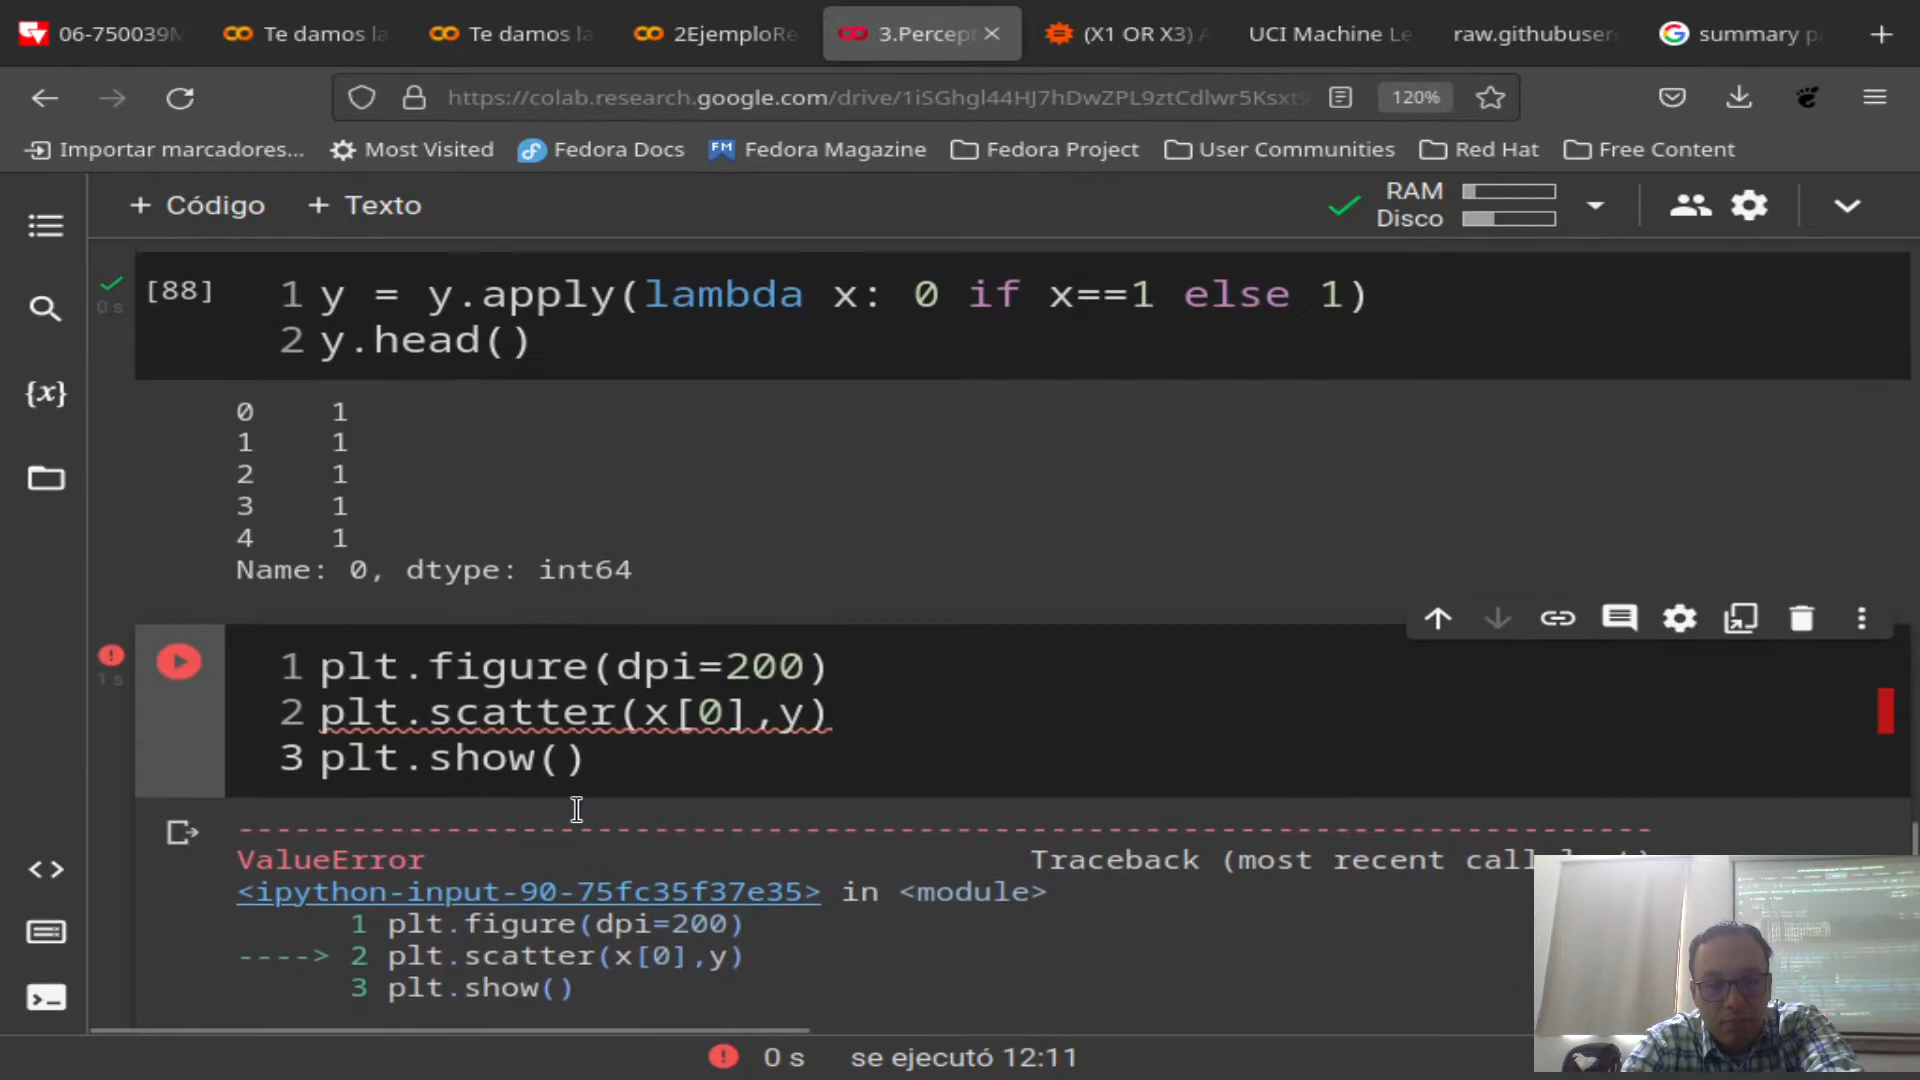 06-750039M
Te damos la
Te damos la
2EjemploRe
3.Percept
(X1 OR X3)
UCI Machine Le
raw.githubuser
summary p
https://colab.research.google.com/drive/1iSGhgl44HJ7hDwZPL9ztCdlwr5Ksxt
120%
Importar marcadores...
Most Visited
Fedora Docs
FM Fedora Magazine
Fedora Project
User Communities
Red Hat
Free Content
+ Código
+ Texto
RAM
Disco
[88]
0 s
1 y = y.apply(lambda x: 0 if x==1 else 1)
2 y.head()
0 1
1 1
2 1
3 1
4 1
Name: 0, dtype: int64
1 s
1 plt.figure(dpi=200)
2 plt.scatter(x[0],y)
3 plt.show()
ValueError Traceback (most recent call
<ipython-input-90-75fc35f37e35> in <module>
1 plt.figure(dpi=200)
----> 2 plt.scatter(x[0],y)
3 plt.show()
0 s se ejecutó 12:11